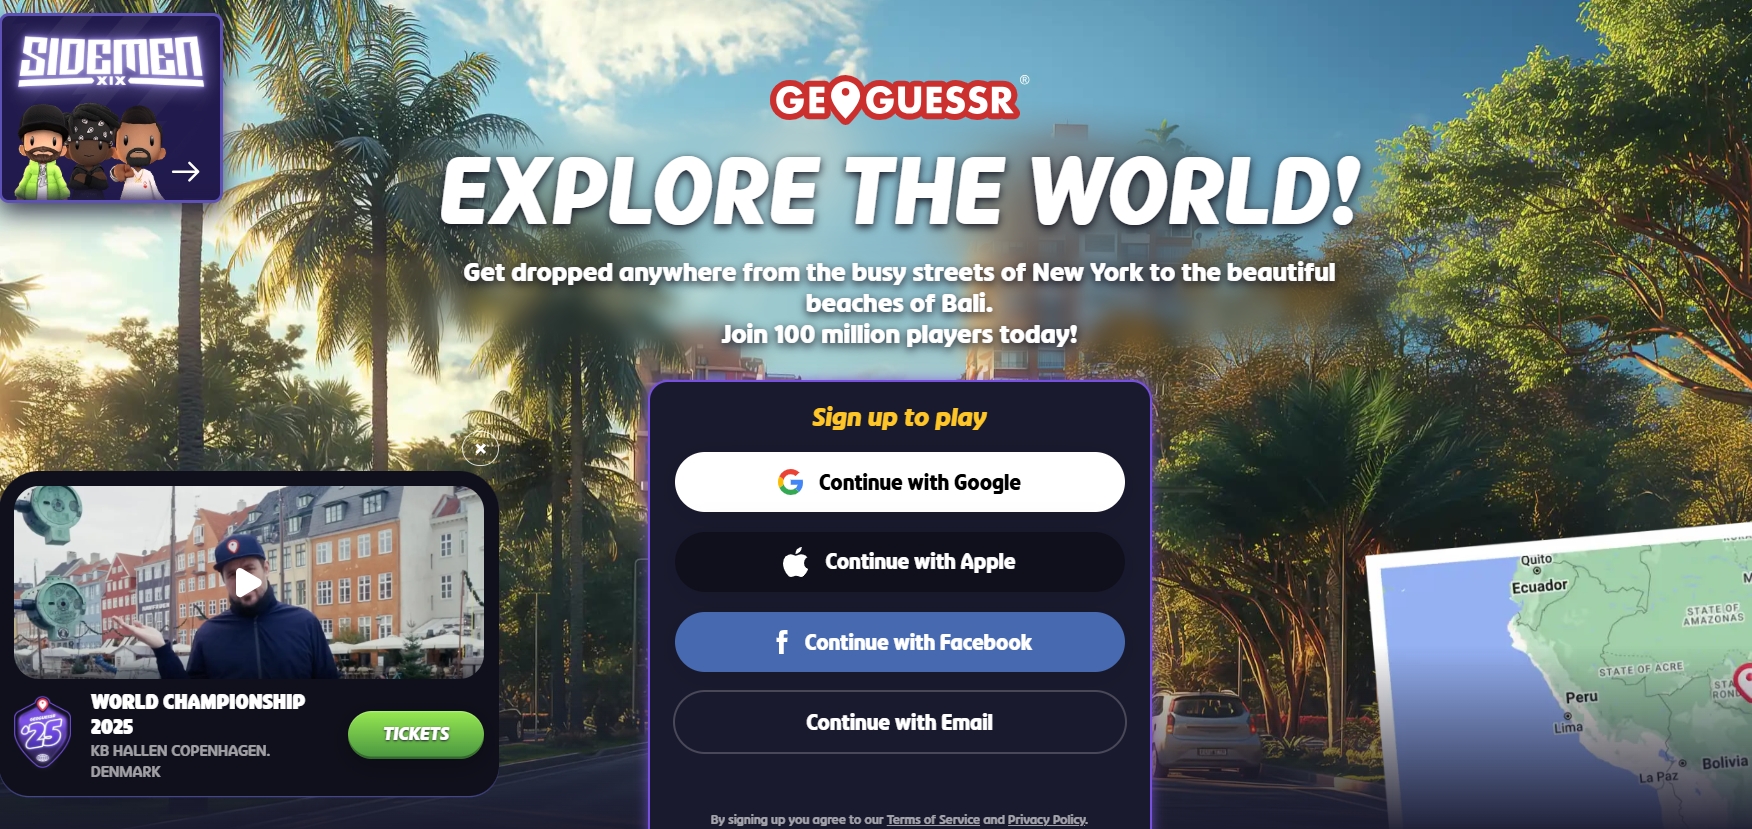 SIDEMEN
XIX
GEOGUESSR®
EXPLORE THE WORLD!
Get dropped anywhere from the busy streets of New York to the beautiful
beaches of Bali.
Join 100 million players today!
Sign up to play
Continue with Google
Continue with Apple
f Continue with Facebook
Continue with Email
By signing up you agree to our Terms of Service and Privacy Policy.
GEOGUESSR
'25
WORLD CHAMPIONSHIP
2025
KB HALLEN COPENHAGEN.
DENMARK
TICKETS
Quito
Ecuador
STATE OF
AMAZONAS
STATE OF ACRE
Peru
Lima
La Paz
Bolivia